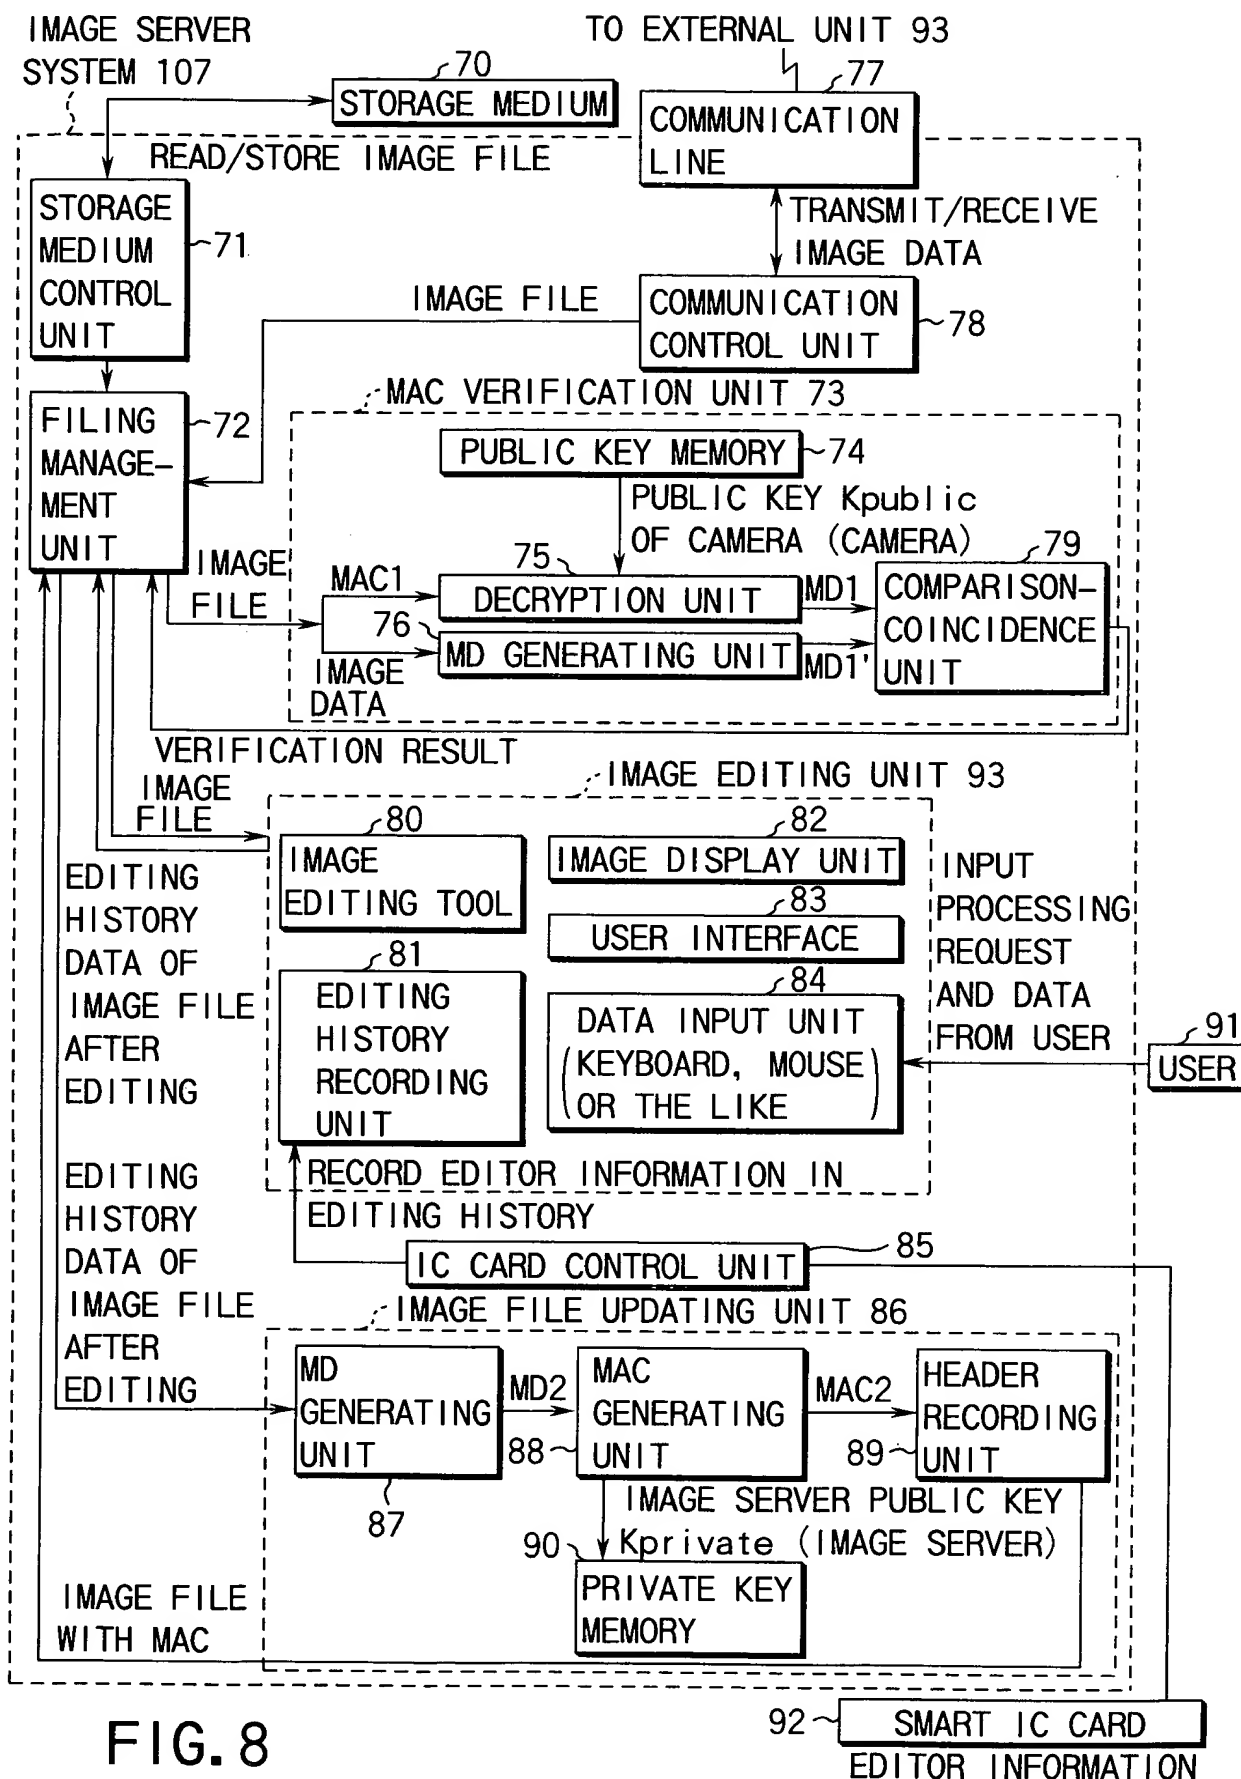 IMAGE SERVER
SYSTEM 107
70
STORAGE MEDIUM
TO EXTERNAL UNIT 93
77
COMMUNICATION
LINE
READ/STORE IMAGE FILE
STORAGE
MEDIUM
CONTROL
UNIT
71
TRANSMIT/RECEIVE
IMAGE DATA
IMAGE FILE
COMMUNICATION
CONTROL UNIT
78
FILING
MANAGE-
MENT
UNIT
72
MAC VERIFICATION UNIT 73
PUBLIC KEY MEMORY
74
PUBLIC KEY Kpublic
OF CAMERA (CAMERA)
IMAGE
FILE
MAC1
75
DECRYPTION UNIT
MD1
79
COMPARISON-
COINCIDENCE
UNIT
76
MD GENERATING UNIT
MD1'
IMAGE
DATA
VERIFICATION RESULT
IMAGE
FILE
IMAGE EDITING UNIT 93
80
IMAGE
EDITING TOOL
82
IMAGE DISPLAY UNIT
83
USER INTERFACE
81
EDITING
HISTORY
RECORDING
UNIT
84
DATA INPUT UNIT
(KEYBOARD, MOUSE
OR THE LIKE)
INPUT
PROCESSING
REQUEST
AND DATA
FROM USER
91
USER
EDITING
HISTORY
DATA OF
IMAGE FILE
AFTER
EDITING
RECORD EDITOR INFORMATION IN
EDITING HISTORY
85
IC CARD CONTROL UNIT
EDITING
HISTORY
DATA OF
IMAGE FILE
AFTER
EDITING
IMAGE FILE UPDATING UNIT 86
MD
GENERATING
UNIT
87
MD2
MAC
GENERATING
UNIT
88
MAC2
HEADER
RECORDING
UNIT
89
IMAGE SERVER PUBLIC KEY
Kprivate (IMAGE SERVER)
90
PRIVATE KEY
MEMORY
IMAGE FILE
WITH MAC
92
SMART IC CARD
EDITOR INFORMATION
FIG. 8